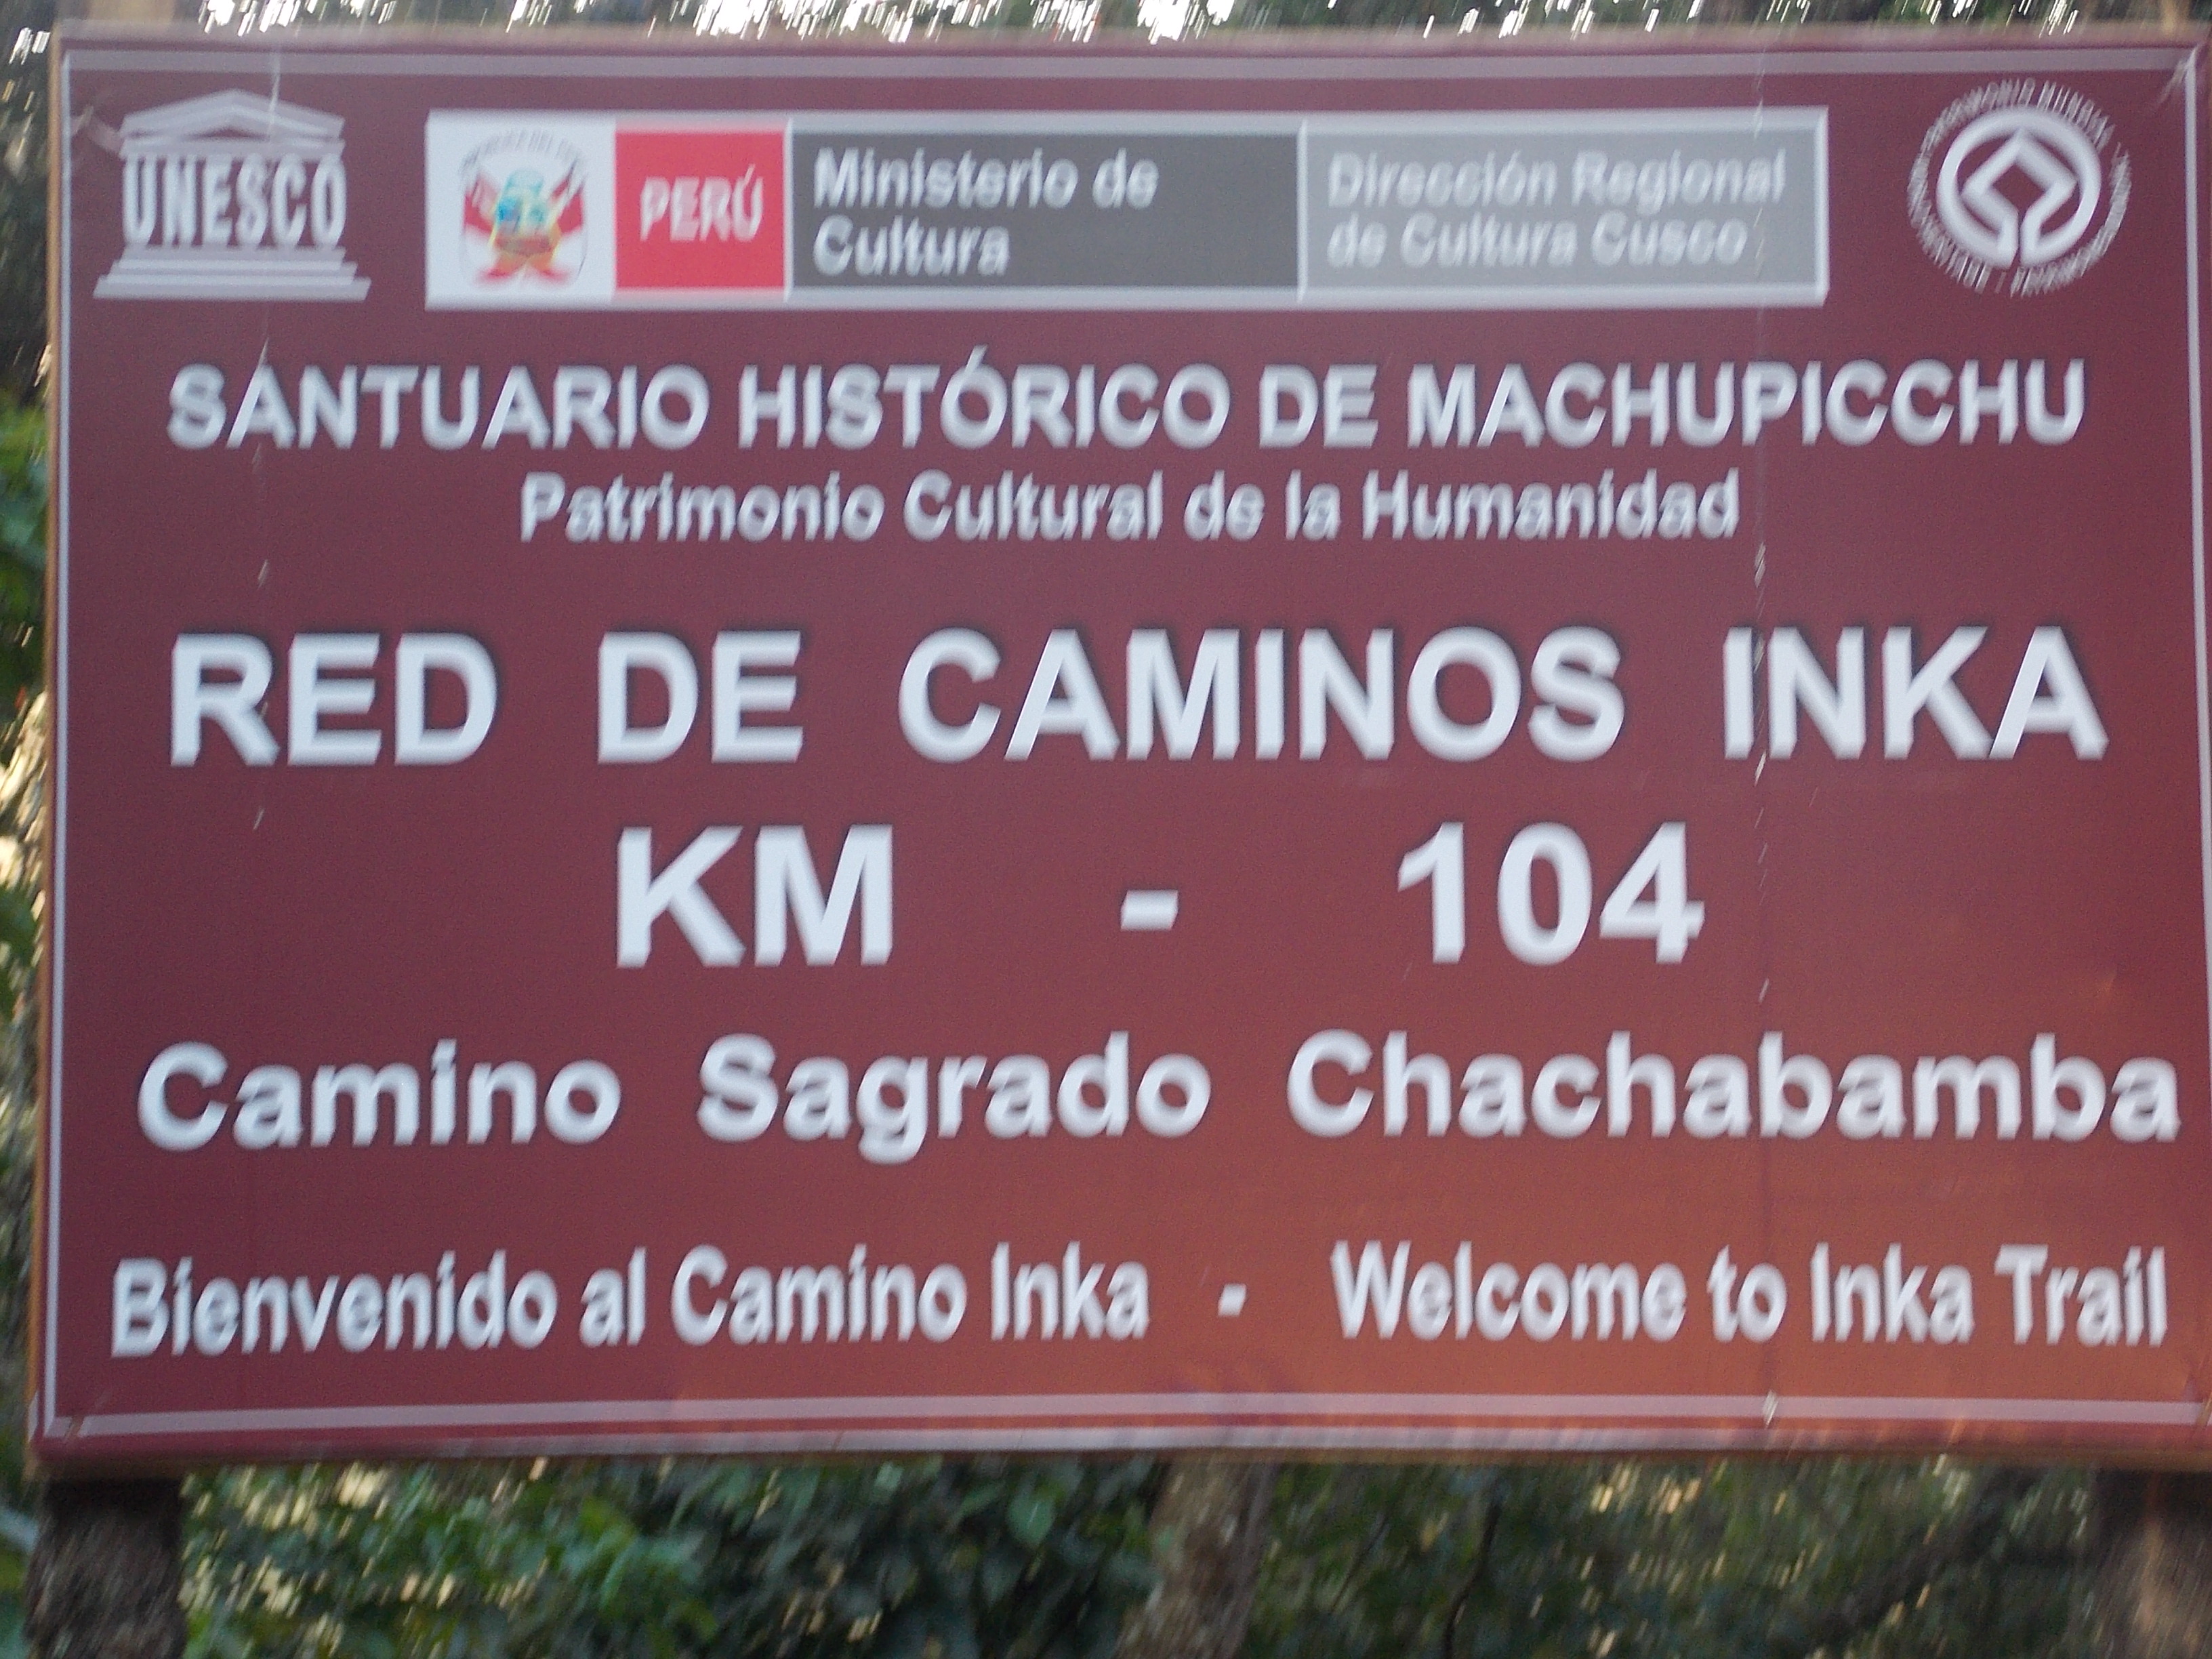 UNESCO
PERÚ
Ministerio de
Cultura
Dirección Regional
de Cultura Cusco
SANTUARIO HISTÓRICO DE MACHUPICCHU
Patrimonio Cultural de la Humanidad
RED DE CAMINOS INKA
KM - 104
Camino Sagrado Chachabamba
Bienvenido al Camino Inka - Welcome to Inka Trail